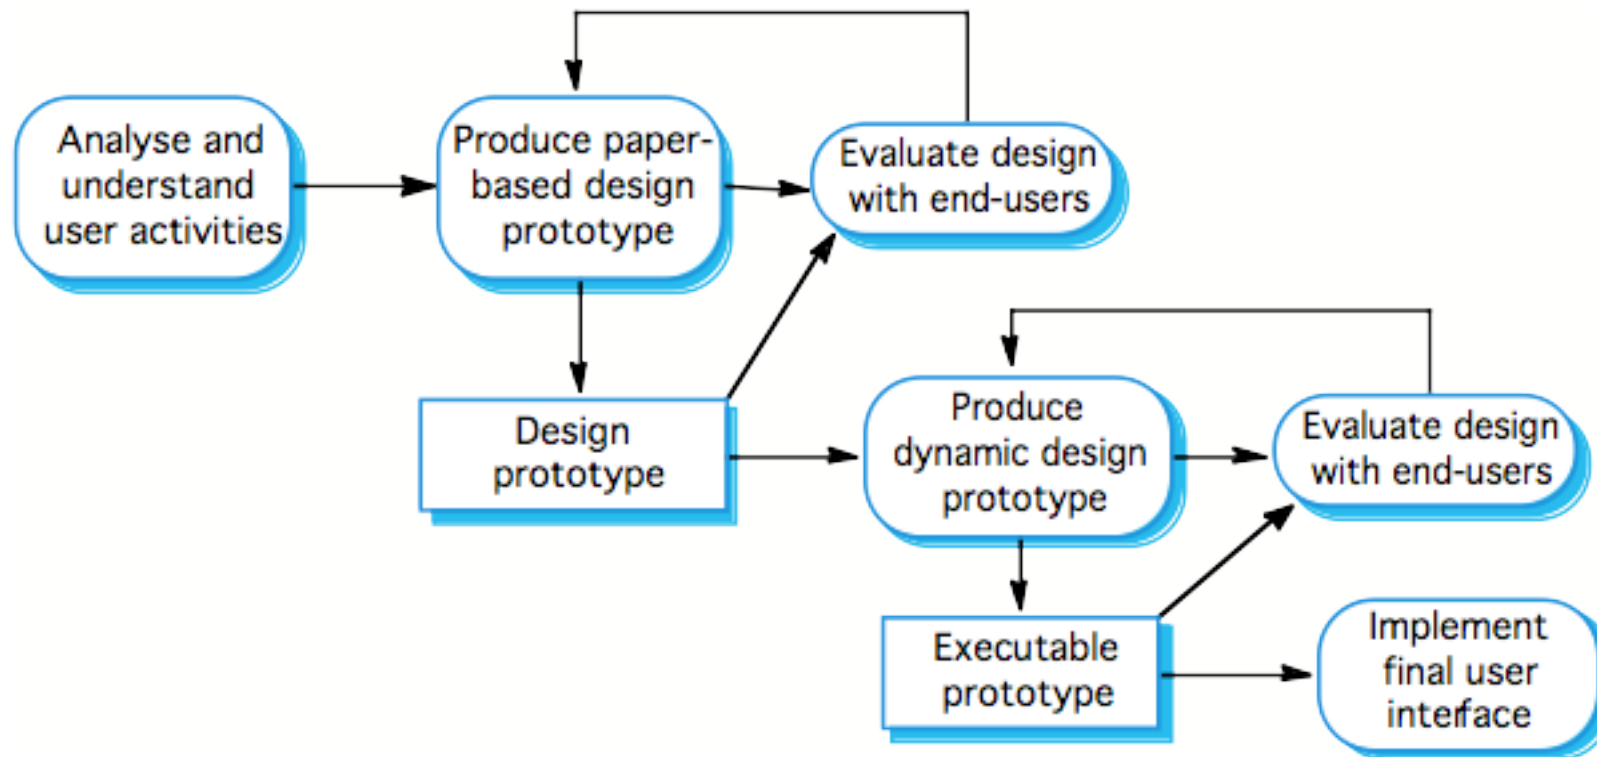 Analyse and
understand
user activities
Produce paper-
based design
prototype
Evaluate design
with end-users
Design
prototype
Produce
dynamic design
prototype
Evaluate design
with end-users
Executable
prototype
Implement
final user
interface